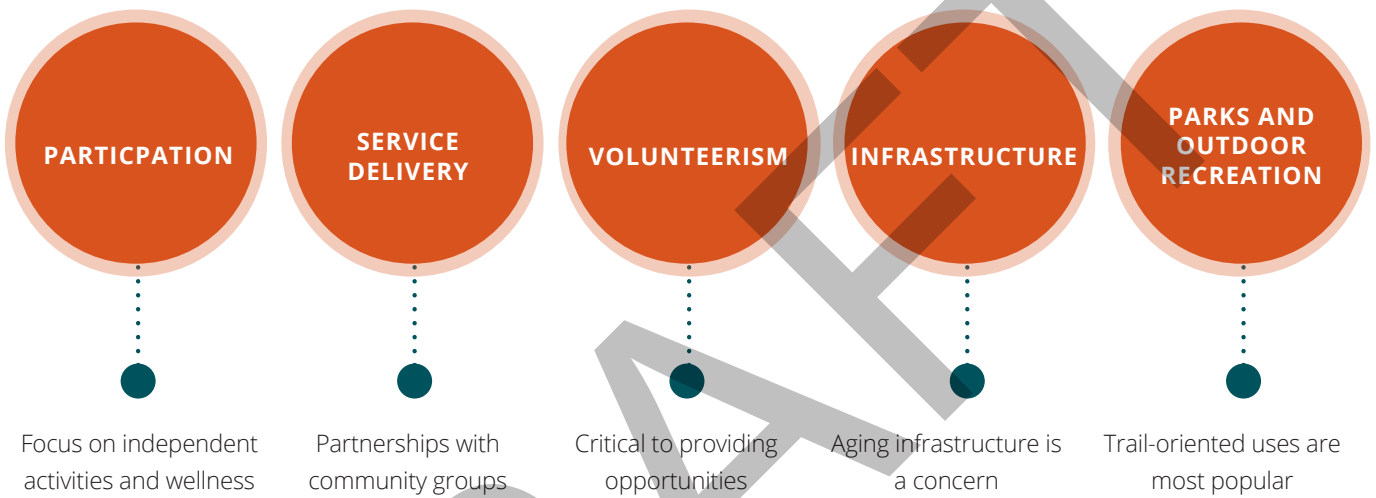 PARTICPATION
SERVICE
DELIVERY
VOLUNTEERISM
INFRASTRUCTURE
PARKS AND
OUTDOOR
RECREATION
Focus on independent
activities and wellness
Partnerships with
community groups
Critical to providing
opportunities
Aging infrastructure is
a concern
Trail-oriented uses are
most popular